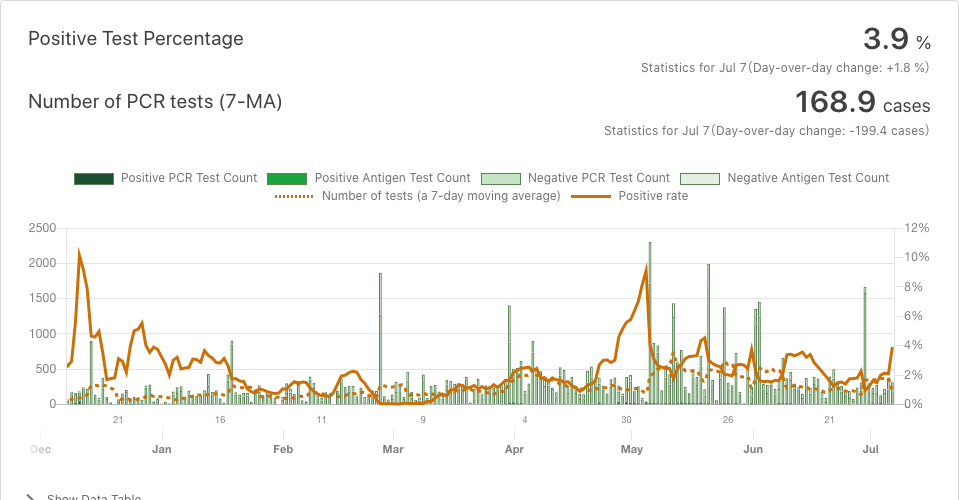 Positive Test Percentage
3.9 %
Statistics for Jul 7(Day-over-day change: +1.8 %)
Number of PCR tests (7-MA)
168.9 cases
Statistics for Jul 7(Day-over-day change: -199.4 cases)
Positive PCR Test Count Positive Antigen Test Count Negative PCR Test Count Negative Antigen Test Count
Number of tests (a 7-day moving average) Positive rate
2500 12%
2000 10%
1500 8%
1000 6%
500 4%
0 2%
0%
21 16 11 9 4 30 26 21
Dec Jan Feb Mar Apr May Jun Jul
Show Data Table